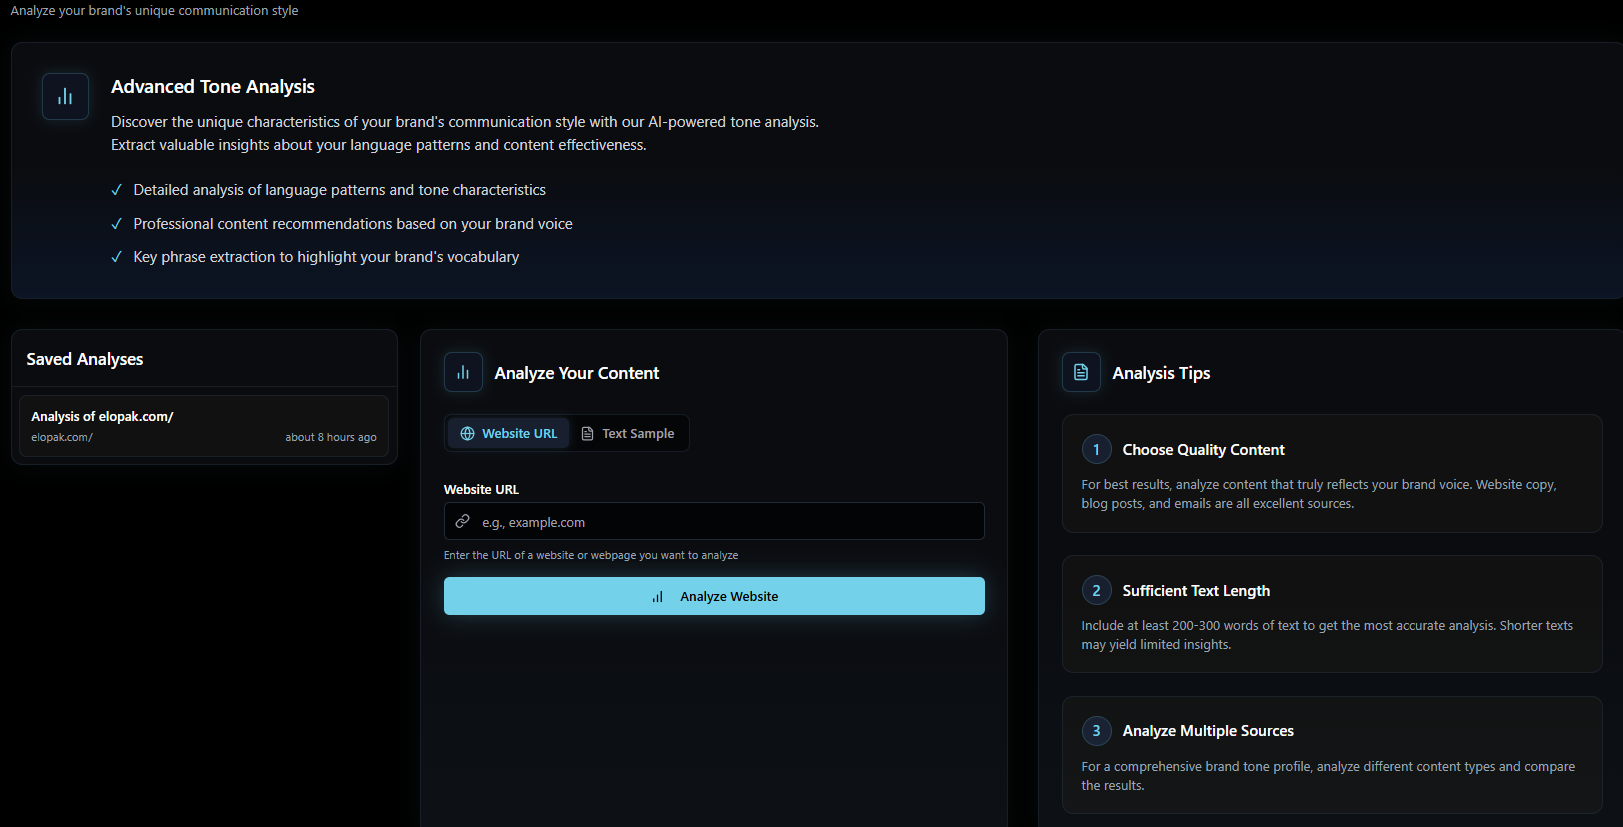 Analyze your brand's unique communication style
Advanced Tone Analysis
Discover the unique characteristics of your brand's communication style with our AI-powered tone analysis.
Extract valuable insights about your language patterns and content effectiveness.
✓ Detailed analysis of language patterns and tone characteristics
✓ Professional content recommendations based on your brand voice
✓ Key phrase extraction to highlight your brand's vocabulary
Saved Analyses
Analysis of elopak.com/
elopak.com/ about 8 hours ago
Analyze Your Content
Website URL Text Sample
Website URL
e.g., example.com
Enter the URL of a website or webpage you want to analyze
Analyze Website
Analysis Tips
1 Choose Quality Content
For best results, analyze content that truly reflects your brand voice. Website copy,
blog posts, and emails are all excellent sources.
2 Sufficient Text Length
Include at least 200-300 words of text to get the most accurate analysis. Shorter texts
may yield limited insights.
3 Analyze Multiple Sources
For a comprehensive brand tone profile, analyze different content types and compare
the results.